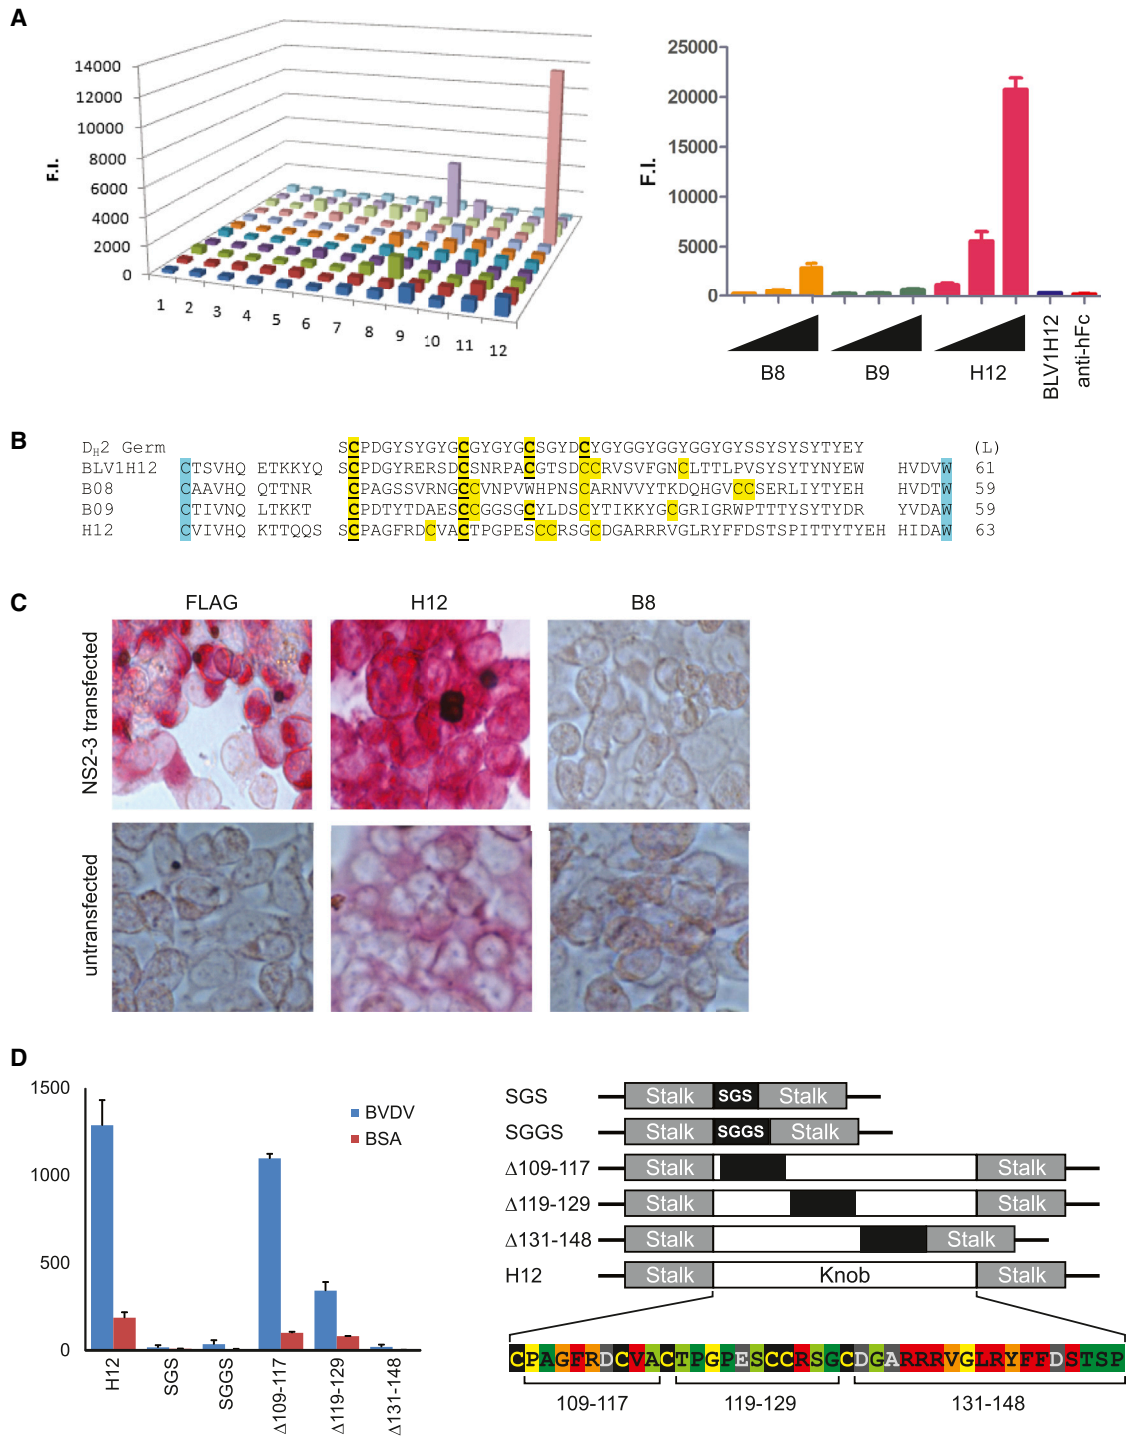 A
14000
12000
10000
8000
6000
4000
2000
0
F.I.
1 2 3 4 5 6 7 8 9 10 11 12
25000
20000
15000
10000
5000
0
F.I.
B8 B9 H12 BLV1H12 anti-hFc
B
DH2 Germ SCPDGYSYGYGCGYGYGCSGYDCYGYGGYGGYGGYGYSSYSYSYTYEY (L)
BLV1H12 CTSVHQ ETKKYQ SCPDGYRERSDCSNRPACGTSDCCRVSVFGNCLTTLPVSYSYTYNYEW HVDVW 61
B08 CAAVHQ QTTNR CPAGSSVRNGCCVNPVWHPNSCARNVVYTKDQHGVCCSERLIYTYEH HVDTW 59
B09 CTIVNQ LTKKT CPDTYTDAESCCGGSGCYLDSCYTIKKYGCGRIGRWPTTTYSYTYDR YVDAW 59
H12 CVIVHQ KTTQQS SCPAGFRDCVACTPGPESCCRSGCDGARRRVGLRYFFDSTSPITTYTYEH HIDAW 63
C
FLAG H12 B8
NS2-3 transfected
untransfected
D
1500
1000
500
0
BVDV
BSA
H12 SGS SGGS Δ109-117 Δ119-129 Δ131-148
SGS Stalk SGS Stalk
SGGS Stalk SGGS Stalk
Δ109-117 Stalk Stalk
Δ119-129 Stalk Stalk
Δ131-148 Stalk Stalk
H12 Stalk Knob Stalk
CPAGFRDCVACTPGPESCCRSGCDGARRRVGLRYFFDSTSP
109-117 119-129 131-148